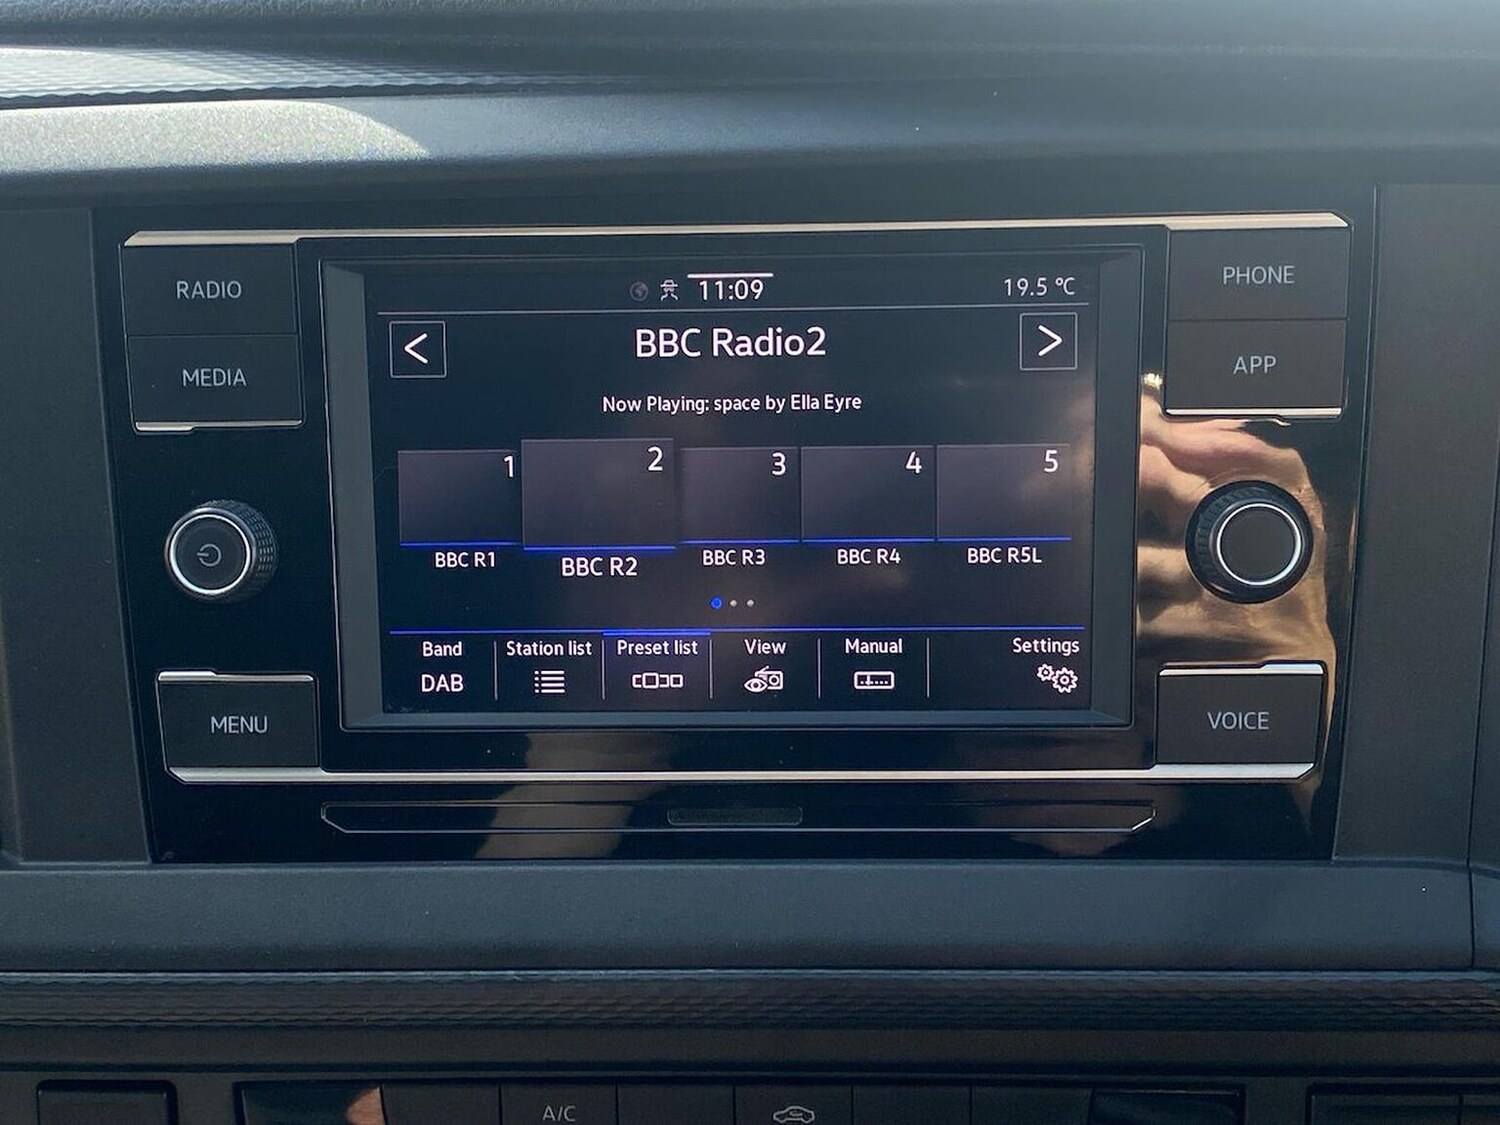 RADIO
MEDIA
MENU
PHONE
APP
VOICE
11:09
19.5 °C
<
BBC Radio2
>
Now Playing: space by Ella Eyre
1 2 3 4 5
BBC R1 BBC R2 BBC R3 BBC R4 BBC R5L
Band Station list Preset list View Manual Settings
DAB
A/C